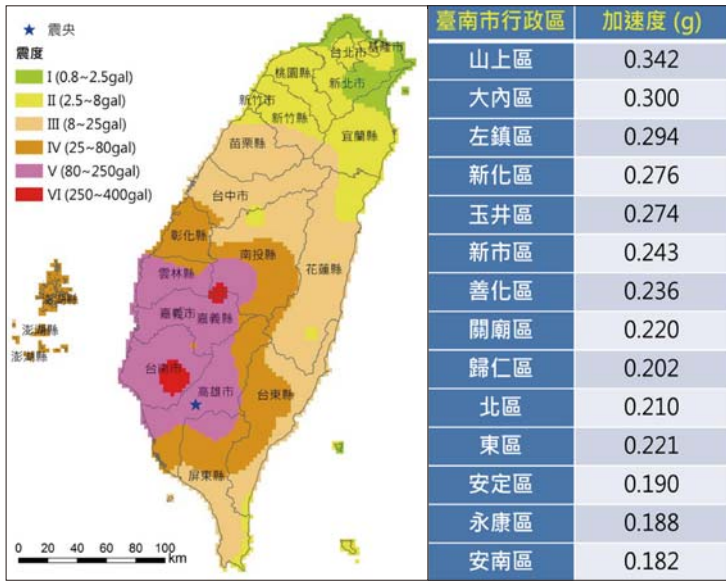 震央
震度
I (0.8~2.5gal)
II (2.5~8gal)
III (8~25gal)
IV (25~80gal)
V (80~250gal)
VI (250~400gal)
台北市
基隆市
桃園縣
新北市
新竹市
新竹縣
宜蘭縣
苗栗縣
台中市
彰化縣
南投縣
花蓮縣
雲林縣
澎湖縣
嘉義市
嘉義縣
澎湖縣
澎湖縣
台南市
高雄市
台東縣
屏東縣
0 20 40 60 80 100
km
臺南市行政區 加速度 (g)
山上區 0.342
大內區 0.300
左鎮區 0.294
新化區 0.276
玉井區 0.274
新市區 0.243
善化區 0.236
關廟區 0.220
歸仁區 0.202
北區 0.210
東區 0.221
安定區 0.190
永康區 0.188
安南區 0.182